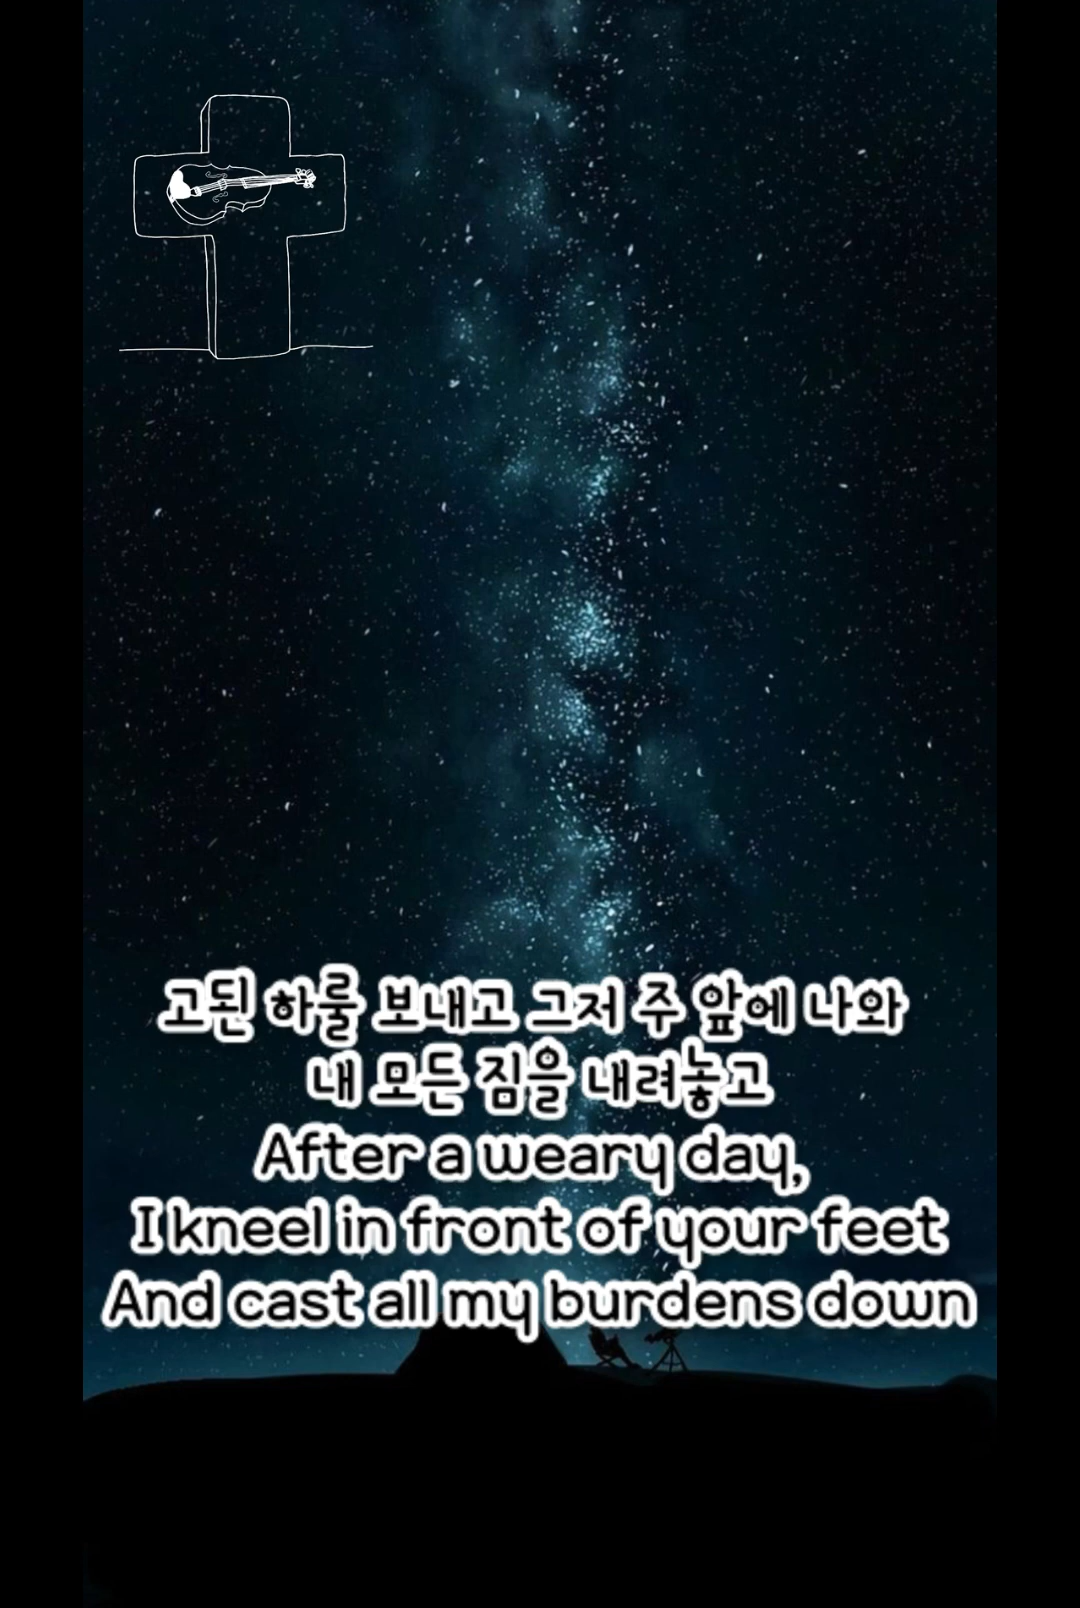 고된 하룰 보내고 그저 주 앞에 나와
내 모든 짐을 내려놓고
After a weary day,
I kneel in front of your feet
And cast all my burdens down